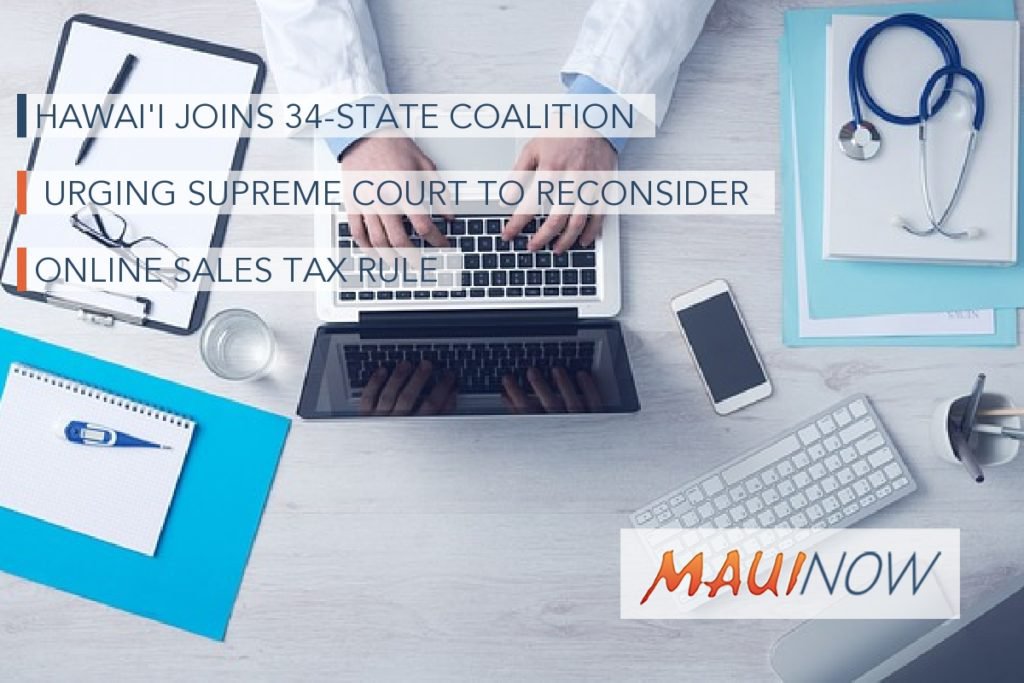 HAWAI'I JOINS 34-STATE COALITION
URGING SUPREME COURT TO RECONSIDER
ONLINE SALES TAX RULE
MAUINOW